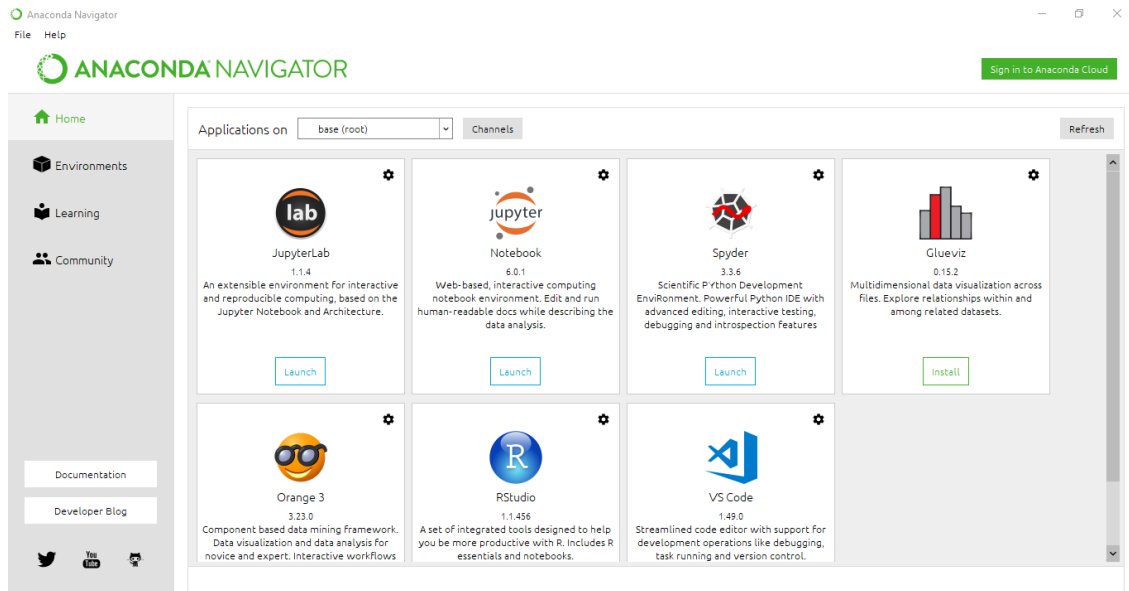 Anaconda Navigator
File Help
ANACONDA NAVIGATOR
Sign in to Anaconda Cloud
Home
Environments
Learning
Community
Documentation
Developer Blog
You
Tube
Applications on base (root) Channels Refresh
lab
JupyterLab
1.1.4
An extensible environment for interactive
and reproducible computing, based on the
Jupyter Notebook and Architecture.
Launch
jupyter
Notebook
6.0.1
Web-based, interactive computing
notebook environment. Edit and run
human-readable docs while describing the
data analysis.
Launch
Spyder
3.3.6
Scientific PYthon Development
EnviRonment. Powerful Python IDE with
advanced editing, interactive testing,
debugging and introspection features
Launch
Glueviz
0.15.2
Multidimensional data visualization across
files. Explore relationships within and
among related datasets.
Install
Orange 3
3.23.0
Component based data mining framework.
Data visualization and data analysis for
novice and expert. Interactive workflows
R
RStudio
1.1.456
A set of integrated tools designed to help
you be more productive with R. Includes R
essentials and notebooks.
VS Code
1.49.0
Streamlined code editor with support for
development operations like debugging,
task running and version control.